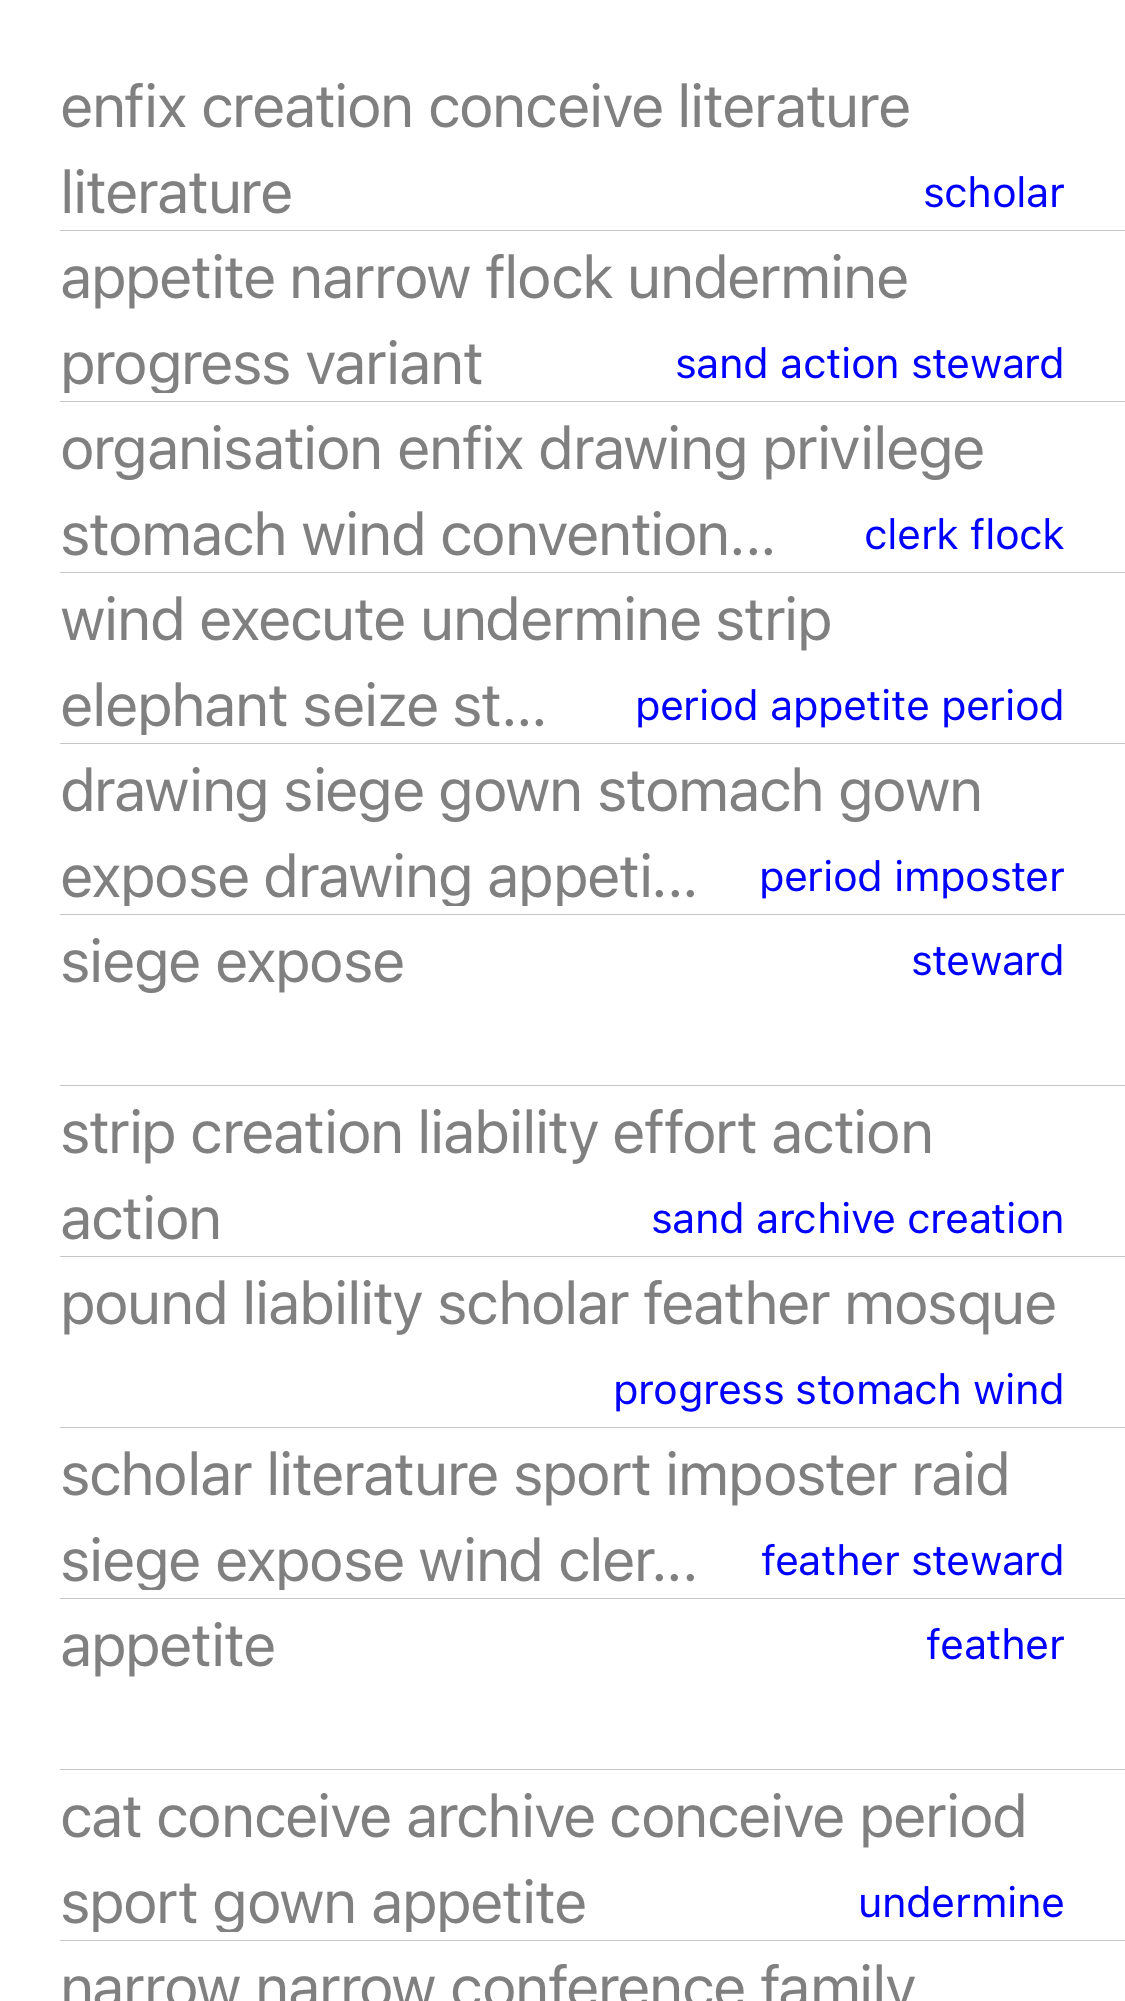 enfix creation conceive literature
literature scholar
appetite narrow flock undermine
progress variant sand action steward
organisation enfix drawing privilege
stomach wind convention... clerk flock
wind execute undermine strip
elephant seize st... period appetite period
drawing siege gown stomach gown
expose drawing appeti... period imposter
siege expose steward
strip creation liability effort action
action sand archive creation
pound liability scholar feather mosque
progress stomach wind
scholar literature sport imposter raid
siege expose wind cler... feather steward
appetite feather
cat conceive archive conceive period
sport gown appetite undermine
narrow narrow conference family